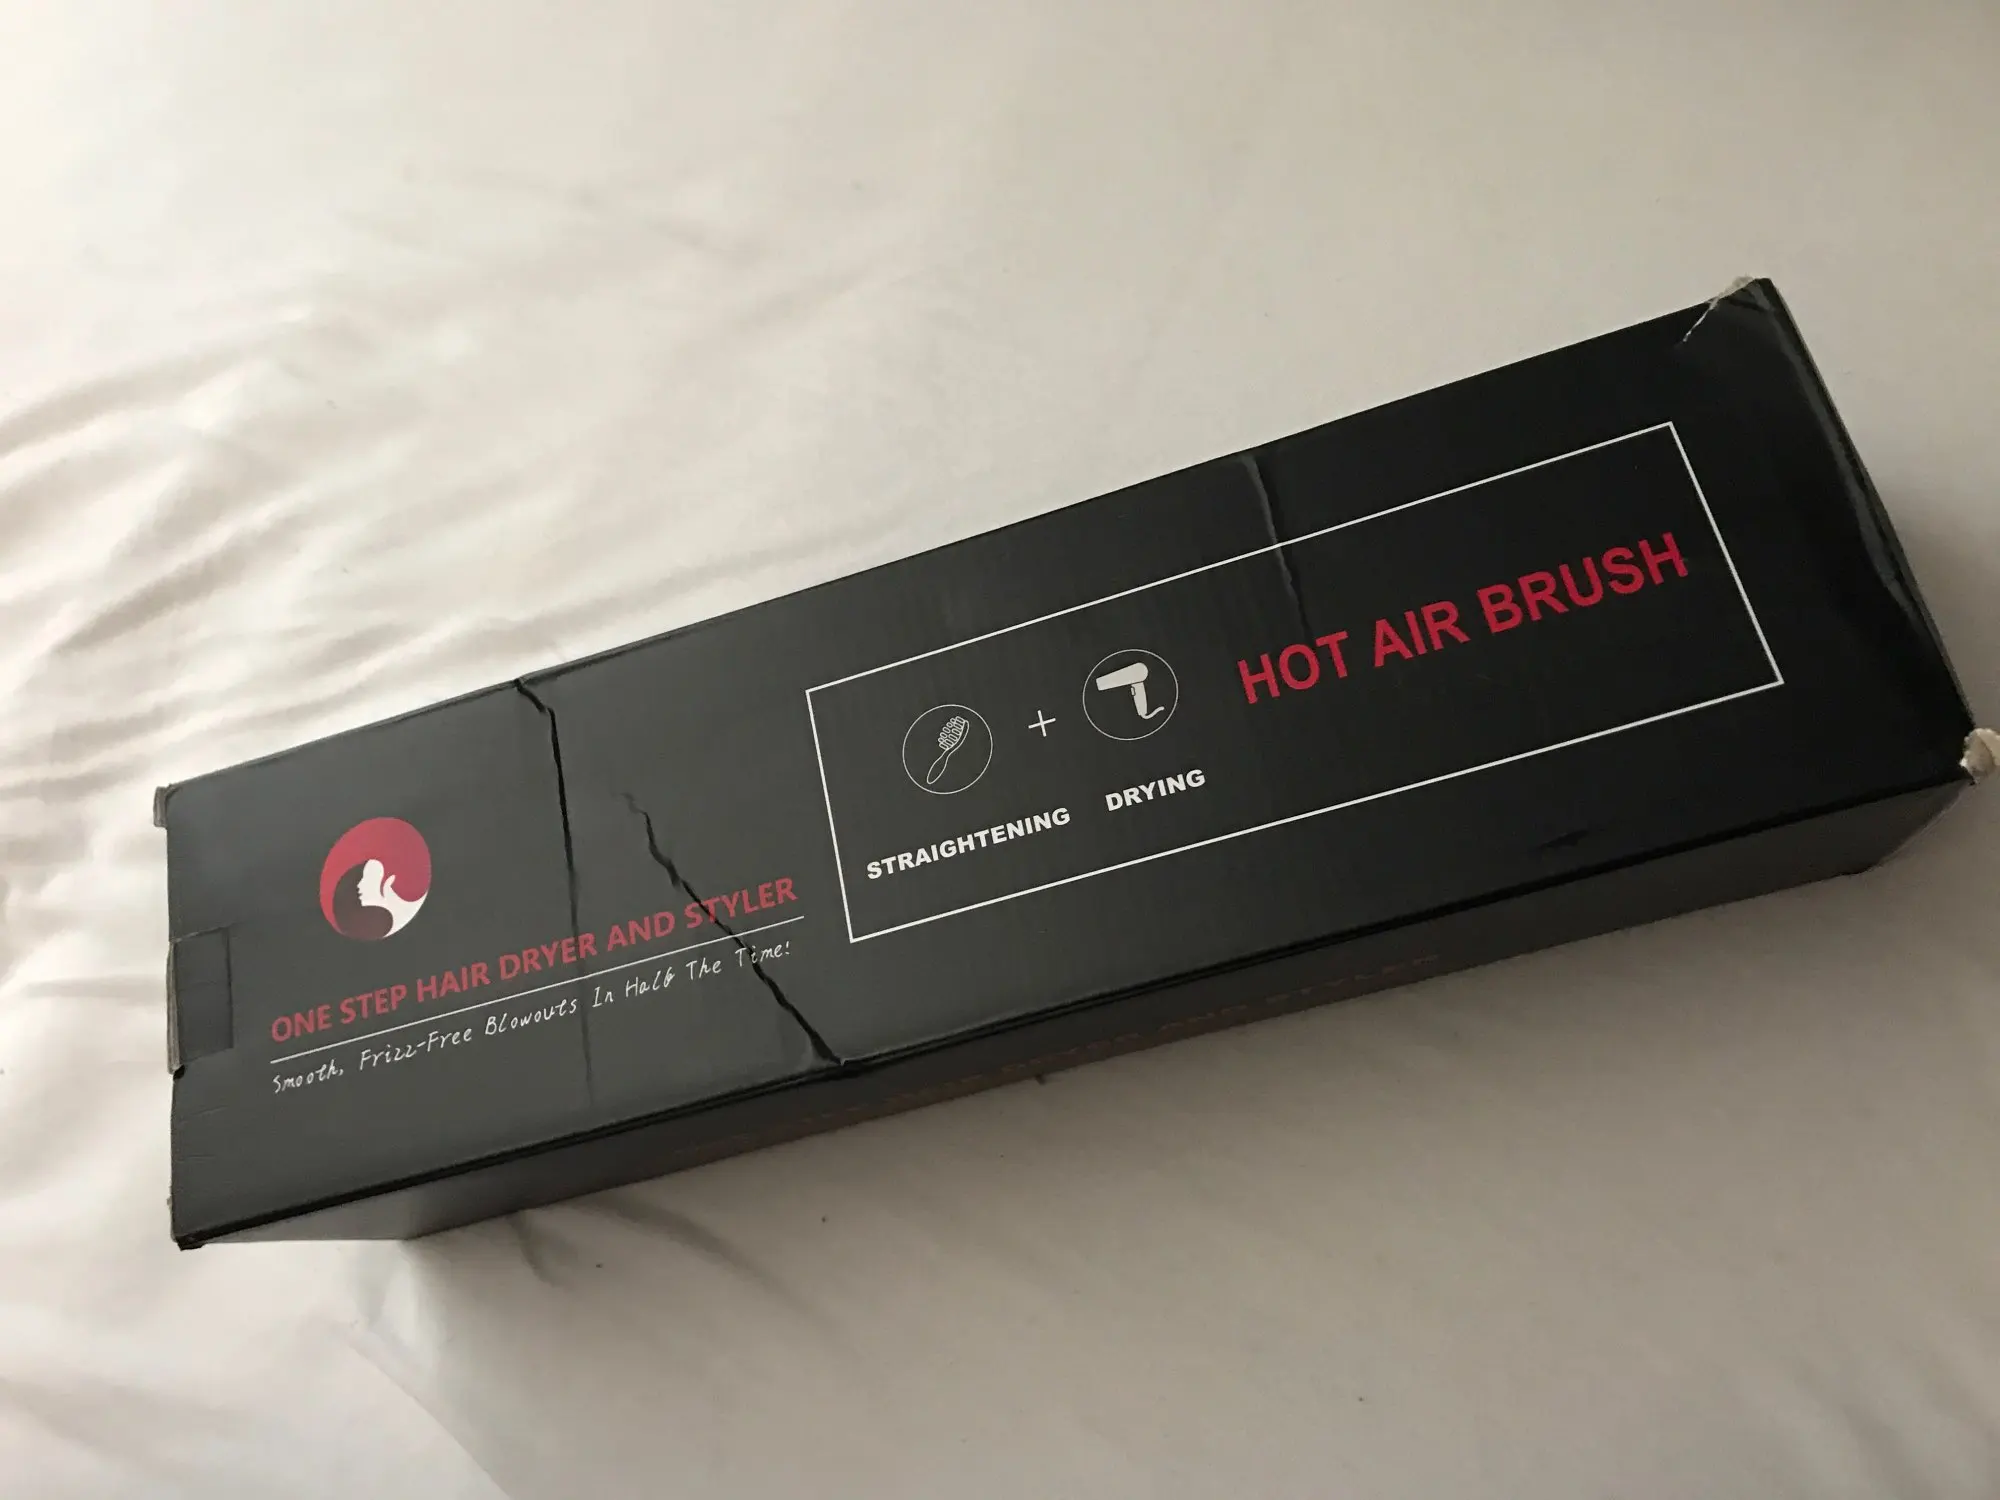 ONE STEP HAIR DRYER AND STYLER
Smooth, Frizz-Free Blowouts In Half The Time!
STRAIGHTENING + DRYING
HOT AIR BRUSH